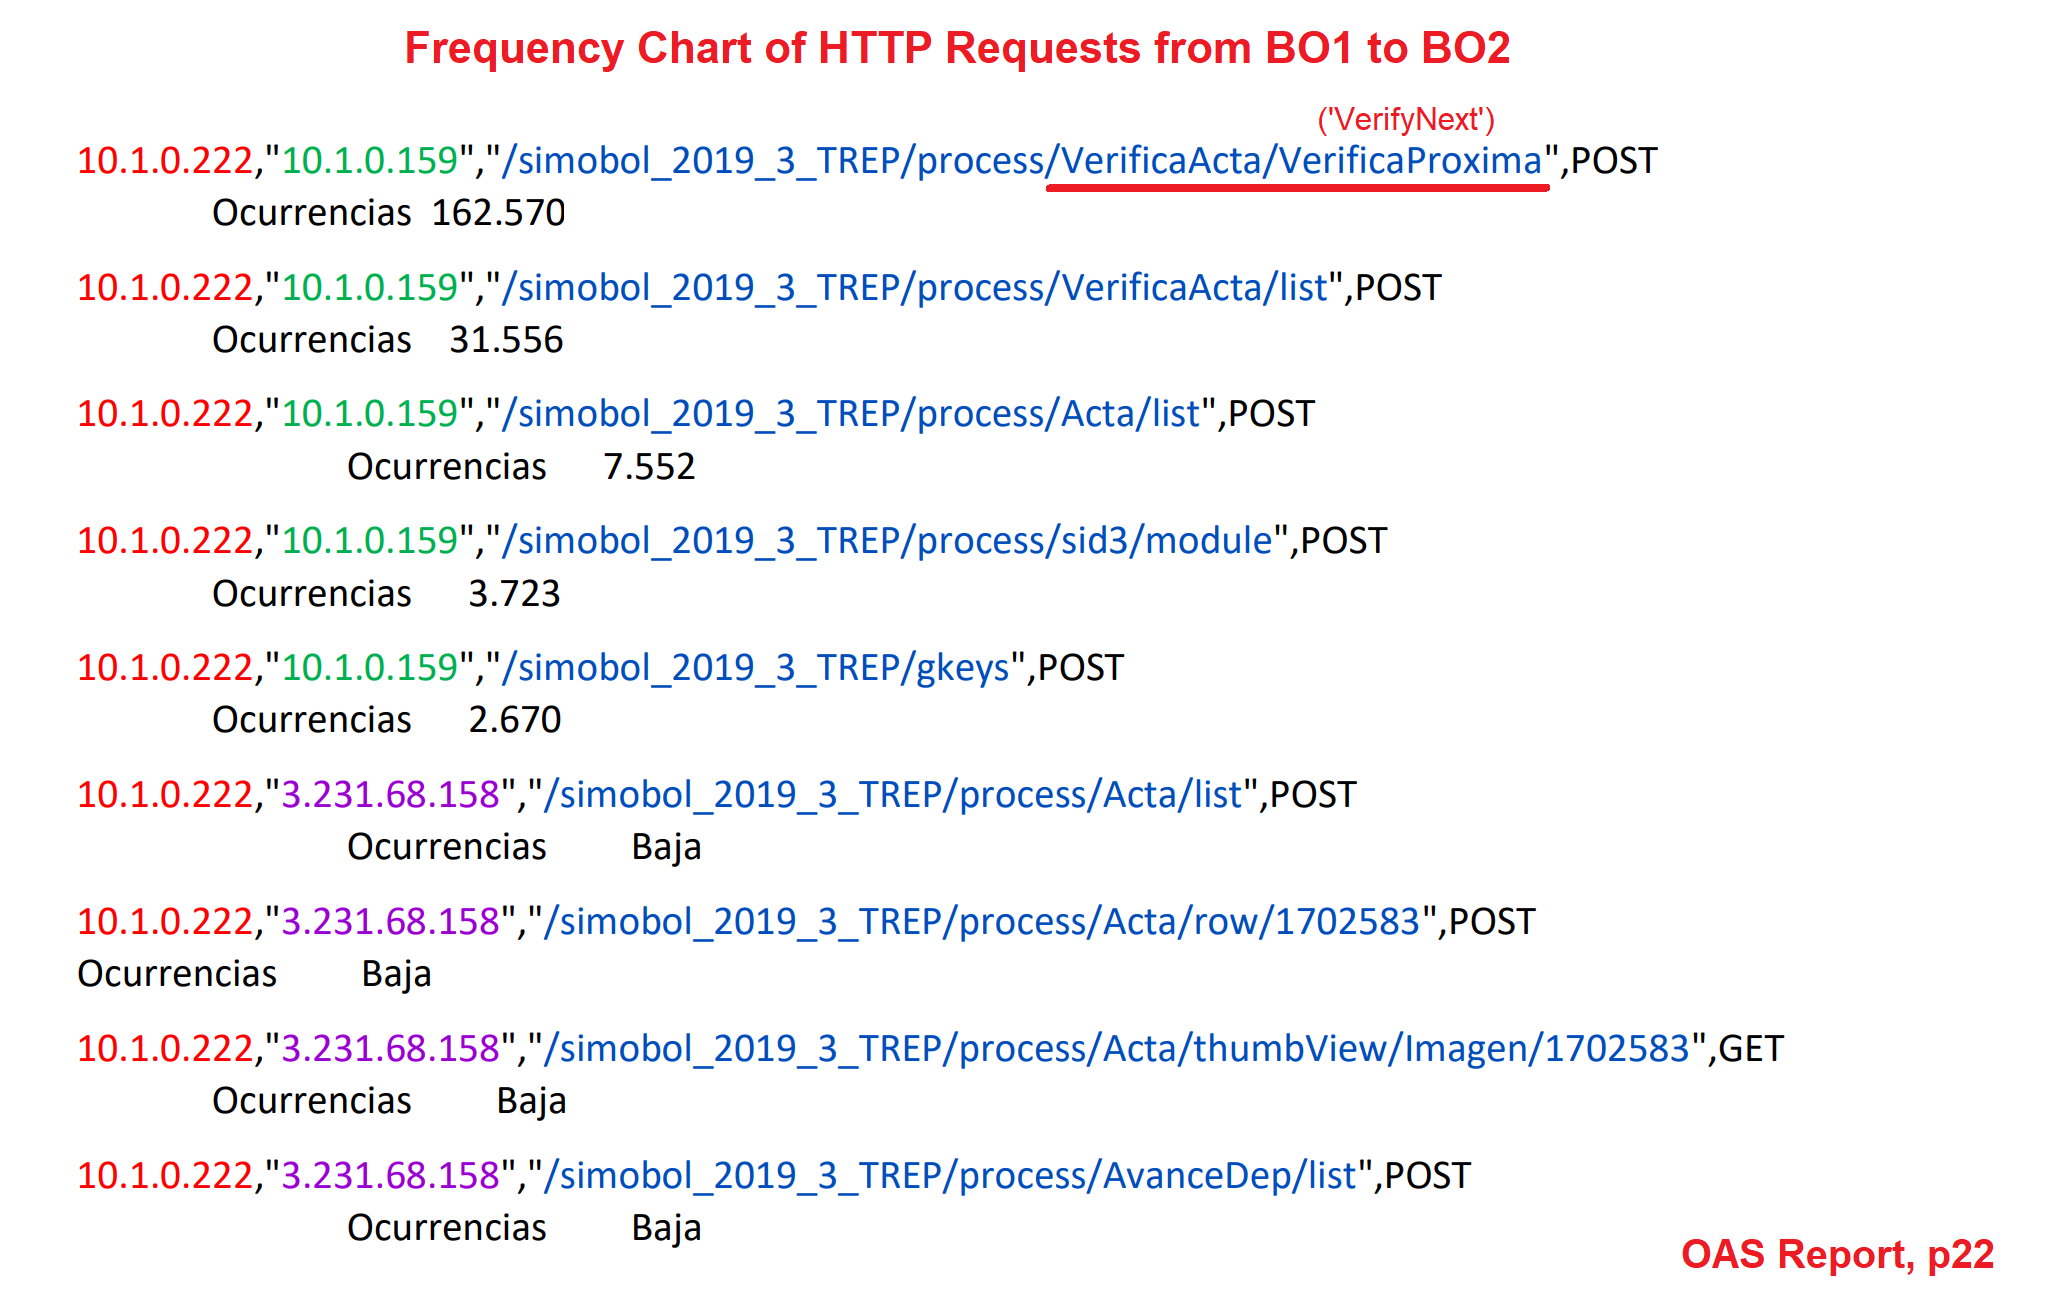 Frequency Chart of HTTP Requests from BO1 to BO2
('VerifyNext')
10.1.0.222,"10.1.0.159","/simobol_2019_3_TREP/process/VerificaActa/VerificaProxima",POST
Ocurrencias 162.570
10.1.0.222,"10.1.0.159","/simobol_2019_3_TREP/process/VerificaActa/list",POST
Ocurrencias 31.556
10.1.0.222,"10.1.0.159","/simobol_2019_3_TREP/process/Acta/list",POST
Ocurrencias 7.552
10.1.0.222,"10.1.0.159","/simobol_2019_3_TREP/process/sid3/module",POST
Ocurrencias 3.723
10.1.0.222,"10.1.0.159","/simobol_2019_3_TREP/gkeys",POST
Ocurrencias 2.670
10.1.0.222,"3.231.68.158","/simobol_2019_3_TREP/process/Acta/list",POST
Ocurrencias Baja
10.1.0.222,"3.231.68.158","/simobol_2019_3_TREP/process/Acta/row/1702583",POST
Ocurrencias Baja
10.1.0.222,"3.231.68.158","/simobol_2019_3_TREP/process/Acta/thumbView/Imagen/1702583",GET
Ocurrencias Baja
10.1.0.222,"3.231.68.158","/simobol_2019_3_TREP/process/AvanceDep/list",POST
Ocurrencias Baja
OAS Report, p22